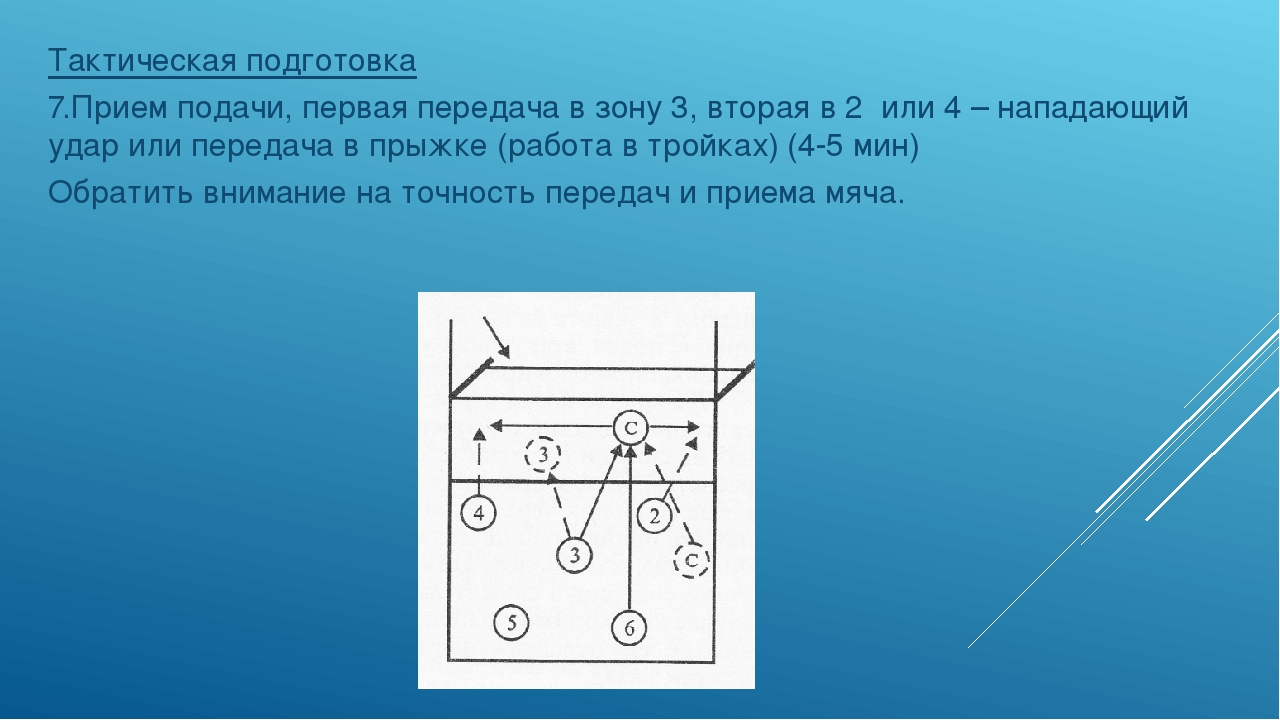 Тактическая подготовка
7.Прием подачи, первая передача в зону 3, вторая в 2  или 4 – нападающий
удар или передача в прыжке (работа в тройках) (4-5 мин)
Обратить внимание на точность передач и приема мяча.
С
3
4
2
3
С
5
6